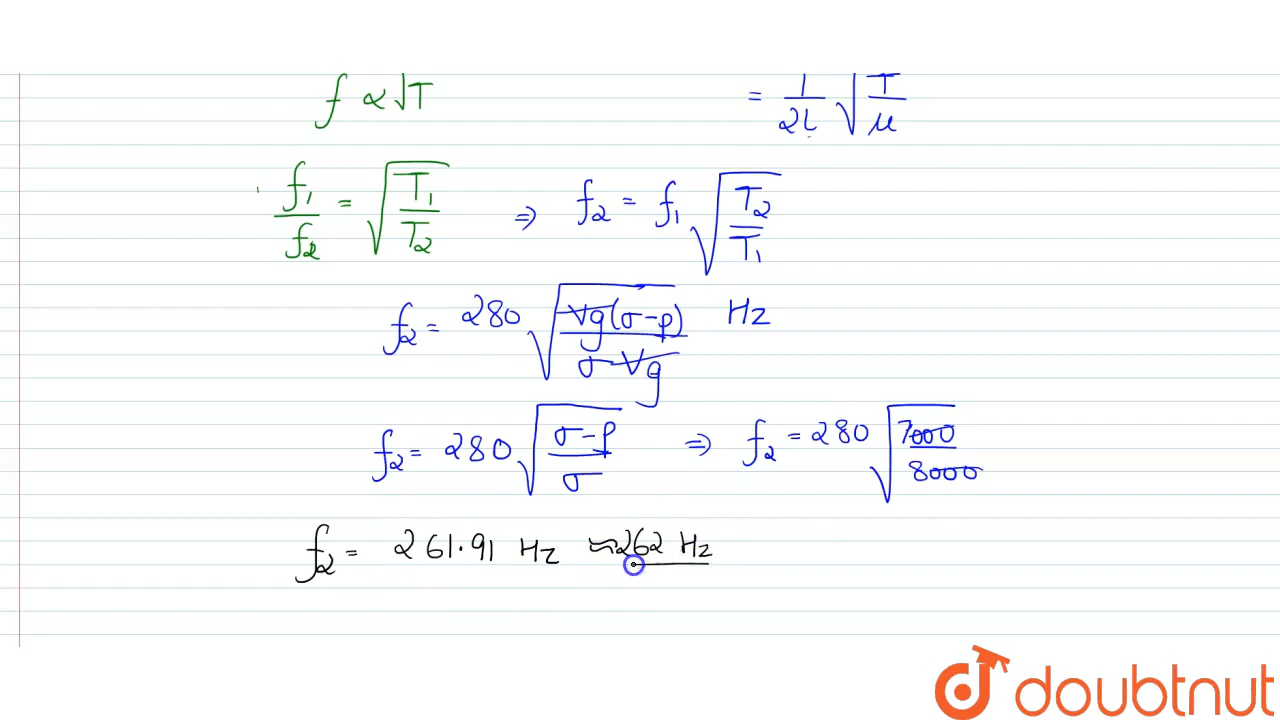 f α √T = 1/2l √T/μ
f₁/f₂ = √T₁/T₂ ⇒ f₂ = f₁ √T₂/T₁
f₂ = 280 √Vg(σ-ρ)/σVg Hz
f₂ = 280 √σ-ρ/σ ⇒ f₂ = 280 √7000/8000
f₂ = 261.91 Hz ≈262 Hz
doubtnut